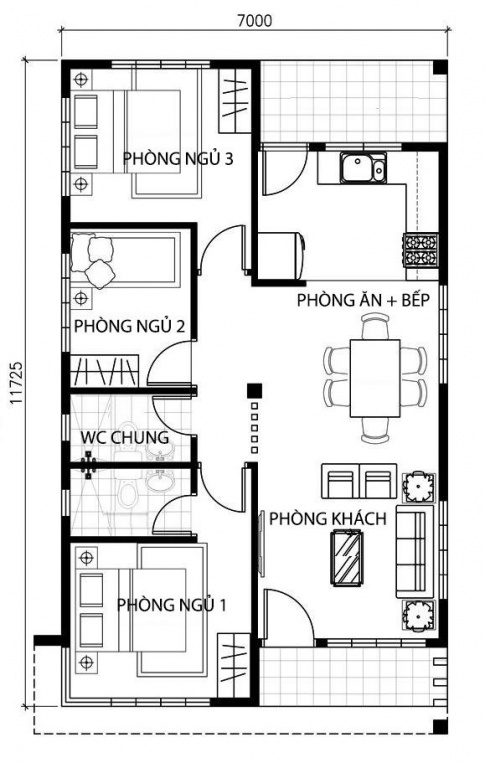 7000
PHÒNG NGỦ 3
PHÒNG ĂN + BẾP
PHÒNG NGỦ 2
11725
WC CHUNG
PHÒNG KHÁCH
PHÒNG NGỦ 1